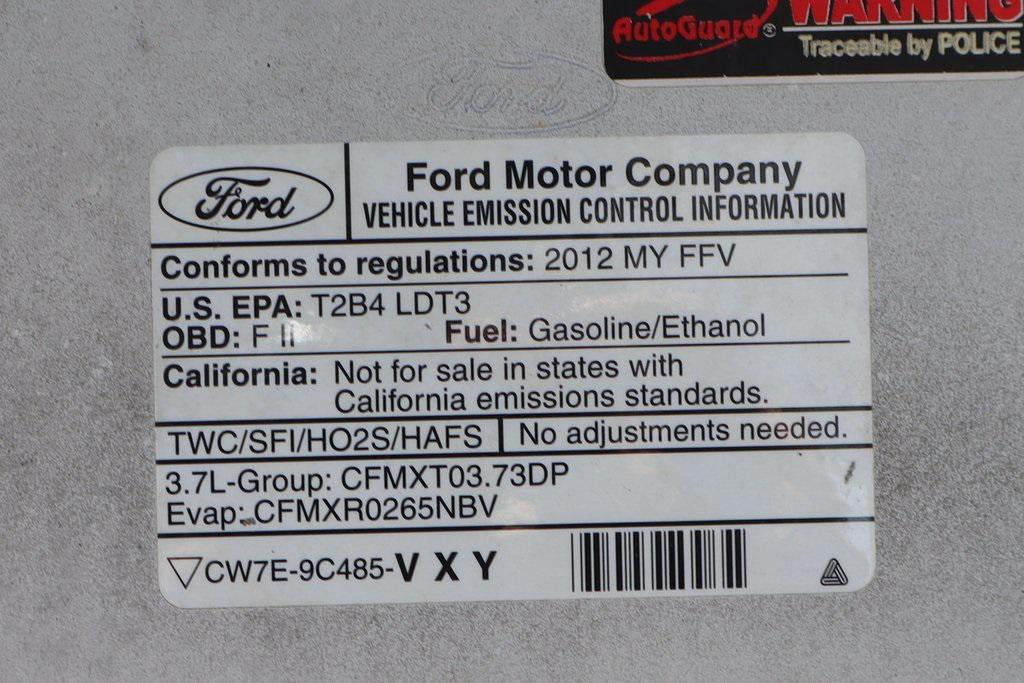 WARNING
AutoGuard®
Traceable by POLICE
Ford
Ford
Ford Motor Company
VEHICLE EMISSION CONTROL INFORMATION
Conforms to regulations: 2012 MY FFV
U.S. EPA: T2B4 LDT3
OBD: F II Fuel: Gasoline/Ethanol
California: Not for sale in states with
California emissions standards.
TWC/SFI/HO2S/HAFS No adjustments needed.
3.7L-Group: CFMXT03.73DP
Evap: CFMXR0265NBV
CW7E-9C485-V X Y